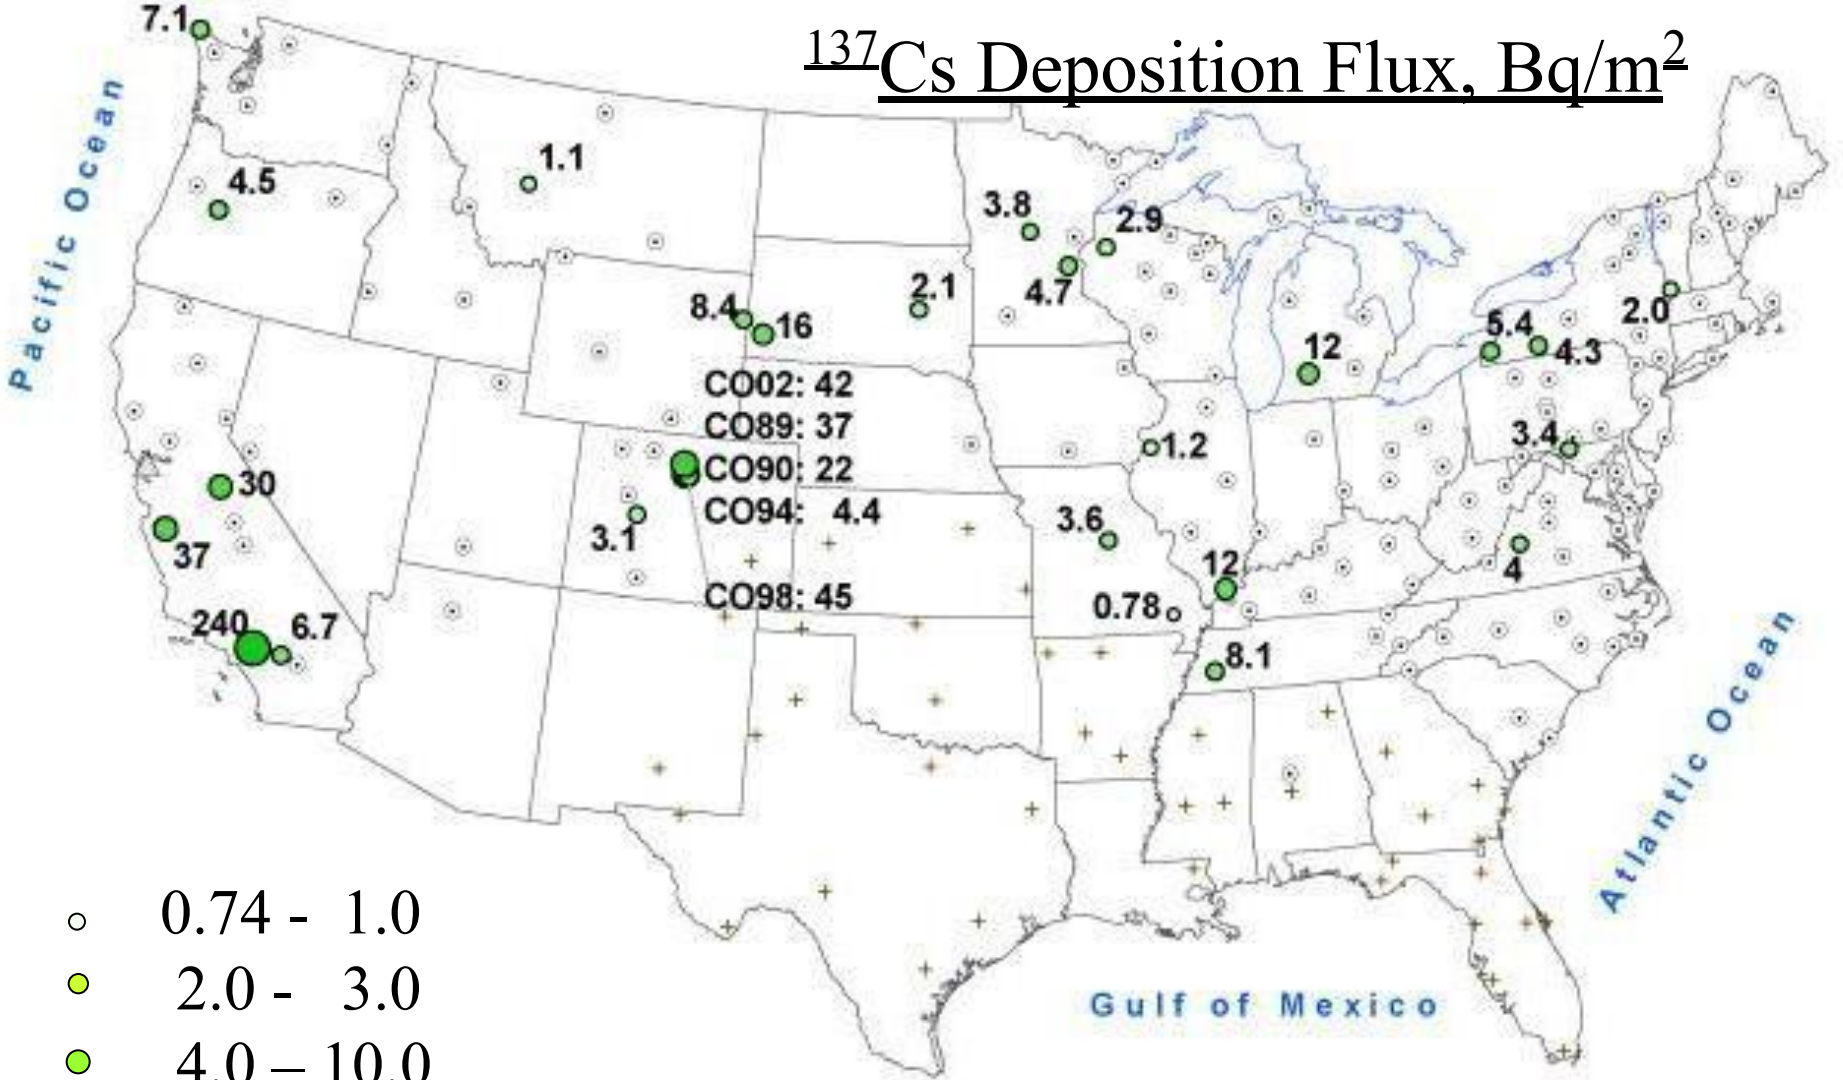 7.1
137Cs Deposition Flux, Bq/m2
Pacific Ocean
1.1
4.5
3.8
2.9
4.7
2.1
8.4
16
2.0
5.4
4.3
12
CO02: 42
CO89: 37
CO90: 22
CO94: 4.4
CO98: 45
3.4
1.2
30
3.1
37
3.6
4
12
0.78
240
6.7
8.1
Atlantic Ocean
Gulf of Mexico
0.74 - 1.0
2.0 - 3.0
4.0 – 10.0